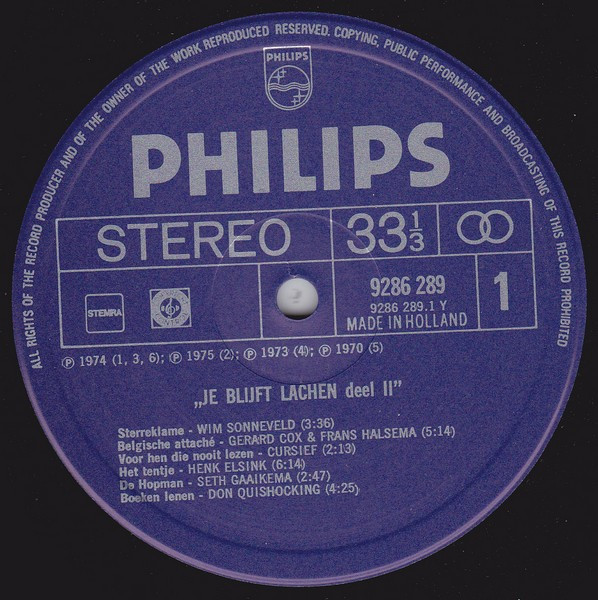 ALL RIGHTS OF THE RECORD PRODUCER AND OF THE OWNER OF THE WORK REPRODUCED RESERVED. COPYING, PUBLIC PERFORMANCE AND BROADCASTING OF THIS RECORD PROHIBITED
PHILIPS
PHILIPS
STEREO
33 1/3
STEMRA
9286 289
9286 289.1 Y
MADE IN HOLLAND
1
Ⓟ 1974 (1, 3, 6); Ⓟ 1975 (2); Ⓟ 1973 (4); Ⓟ 1970 (5)
„JE BLIJFT LACHEN deel II”
Sterreklame - WIM SONNEVELD (3:36)
Belgische attaché - GERARD COX & FRANS HALSEMA (5:14)
Voor hen die nooit lezen - CURSIEF (2:13)
Het tentje - HENK ELSINK (6:14)
De Hopman - SETH GAAIKEMA (2:47)
Boeken lenen - DON QUISHOCKING (4:25)